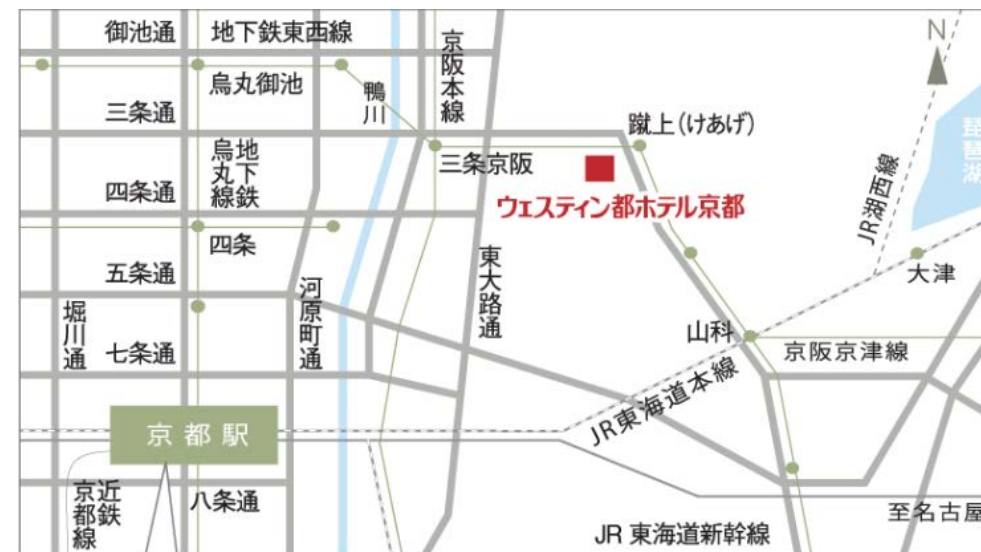 御池通
地下鉄東西線
京阪本線
N
烏丸御池
鴨川
三条通
蹴上(けあげ)
琵琶湖
地下鉄
烏丸線
三条京阪
四条通
ウェスティン都ホテル京都
JR湖西線
四条
東大路通
五条通
大津
河原町通
堀川通
山科
七条通
京阪京津線
JR東海道本線
京都駅
近鉄
京都線
八条通
至名古屋
JR 東海道新幹線